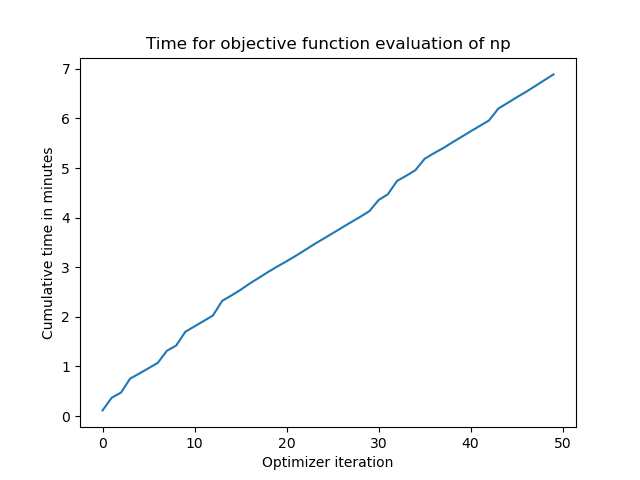 Time for objective function evaluation of np
7
6
5
4
3
2
1
0
Cumulative time in minutes
0 10 20 30 40 50
Optimizer iteration